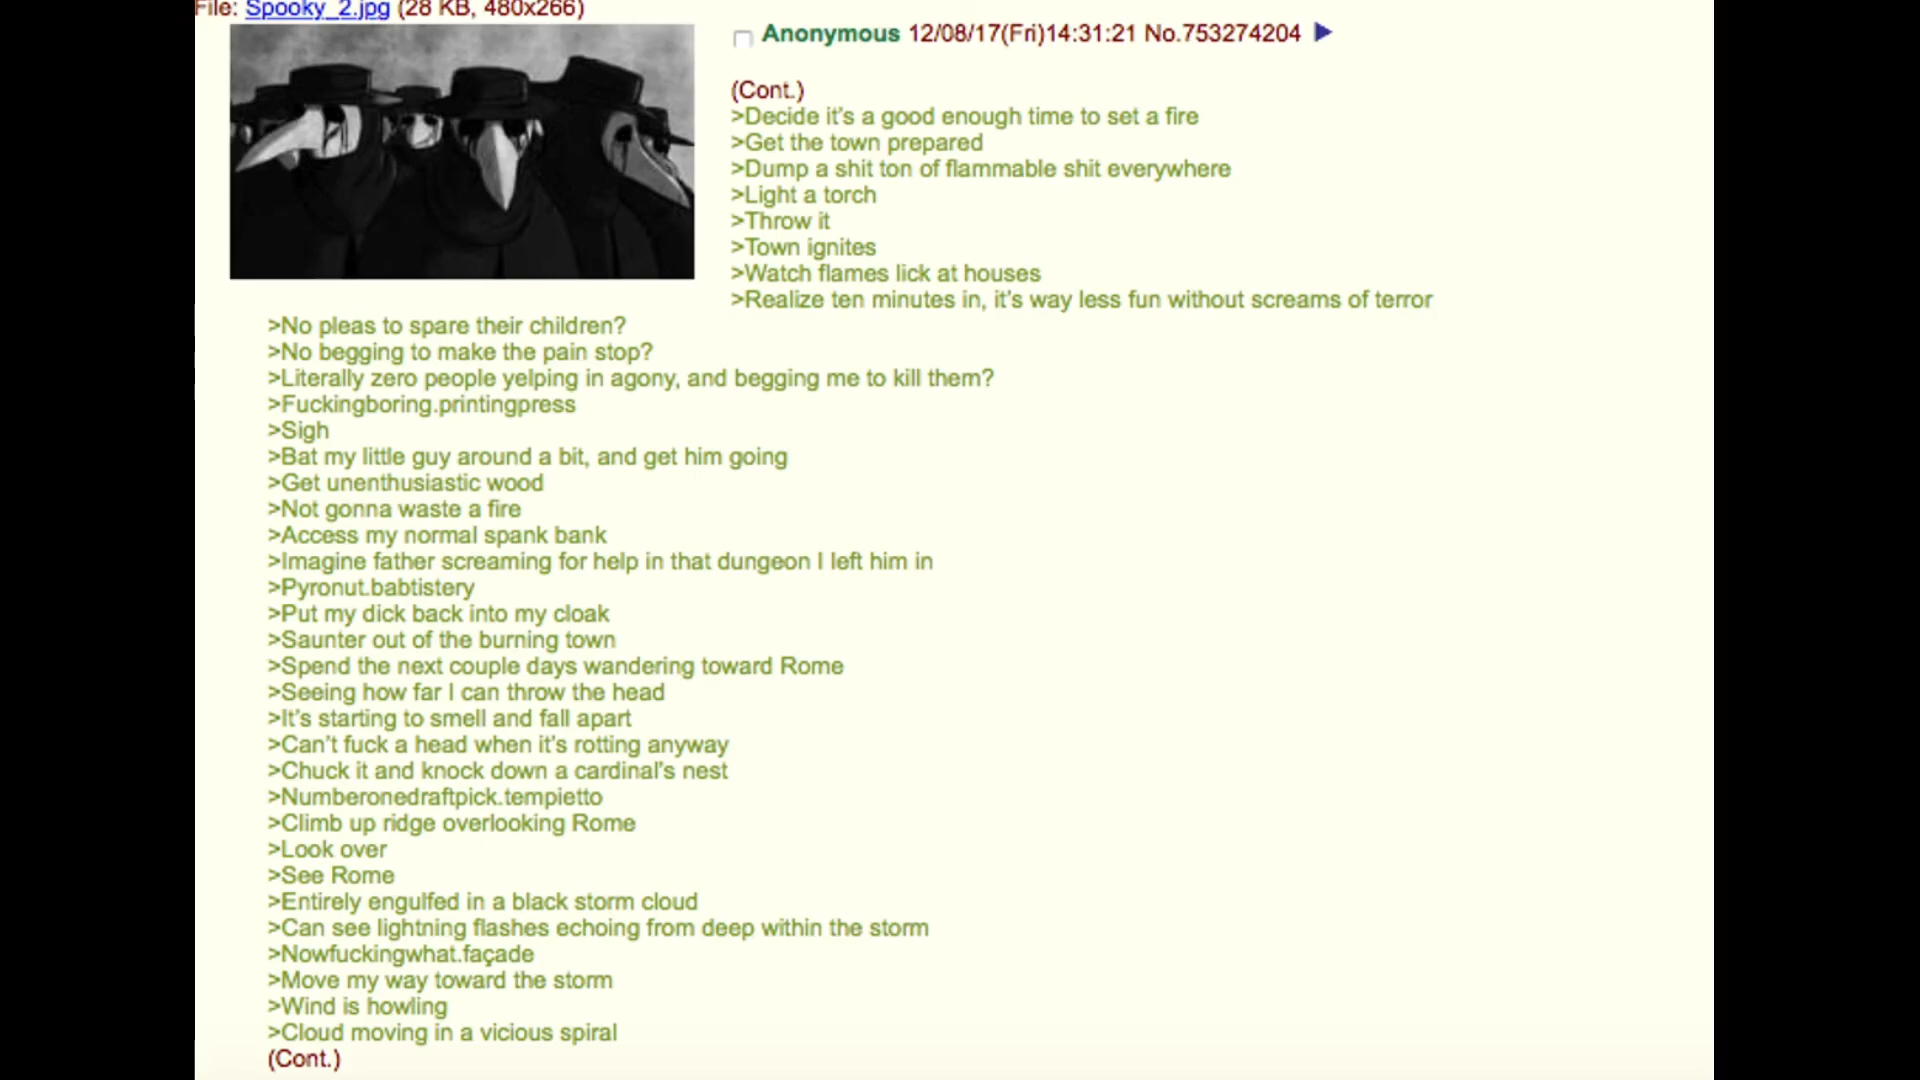 File: Spooky_2.jpg (28 KB, 480x266)
Anonymous 12/08/17(Fri)14:31:21 No.753274204 ▶
(Cont.)
>Decide it's a good enough time to set a fire
>Get the town prepared
>Dump a shit ton of flammable shit everywhere
>Light a torch
>Throw it
>Town ignites
>Watch flames lick at houses
>Realize ten minutes in, it's way less fun without screams of terror
>No pleas to spare their children?
>No begging to make the pain stop?
>Literally zero people yelping in agony, and begging me to kill them?
>Fuckingboring.printingpress
>Sigh
>Bat my little guy around a bit, and get him going
>Get unenthusiastic wood
>Not gonna waste a fire
>Access my normal spank bank
>Imagine father screaming for help in that dungeon I left him in
>Pyronut.babtistery
>Put my dick back into my cloak
>Saunter out of the burning town
>Spend the next couple days wandering toward Rome
>Seeing how far I can throw the head
>It's starting to smell and fall apart
>Can't fuck a head when it's rotting anyway
>Chuck it and knock down a cardinal's nest
>Numberonedraftpick.tempietto
>Climb up ridge overlooking Rome
>Look over
>See Rome
>Entirely engulfed in a black storm cloud
>Can see lightning flashes echoing from deep within the storm
>Nowfuckingwhat.façade
>Move my way toward the storm
>Wind is howling
>Cloud moving in a vicious spiral
(Cont.)